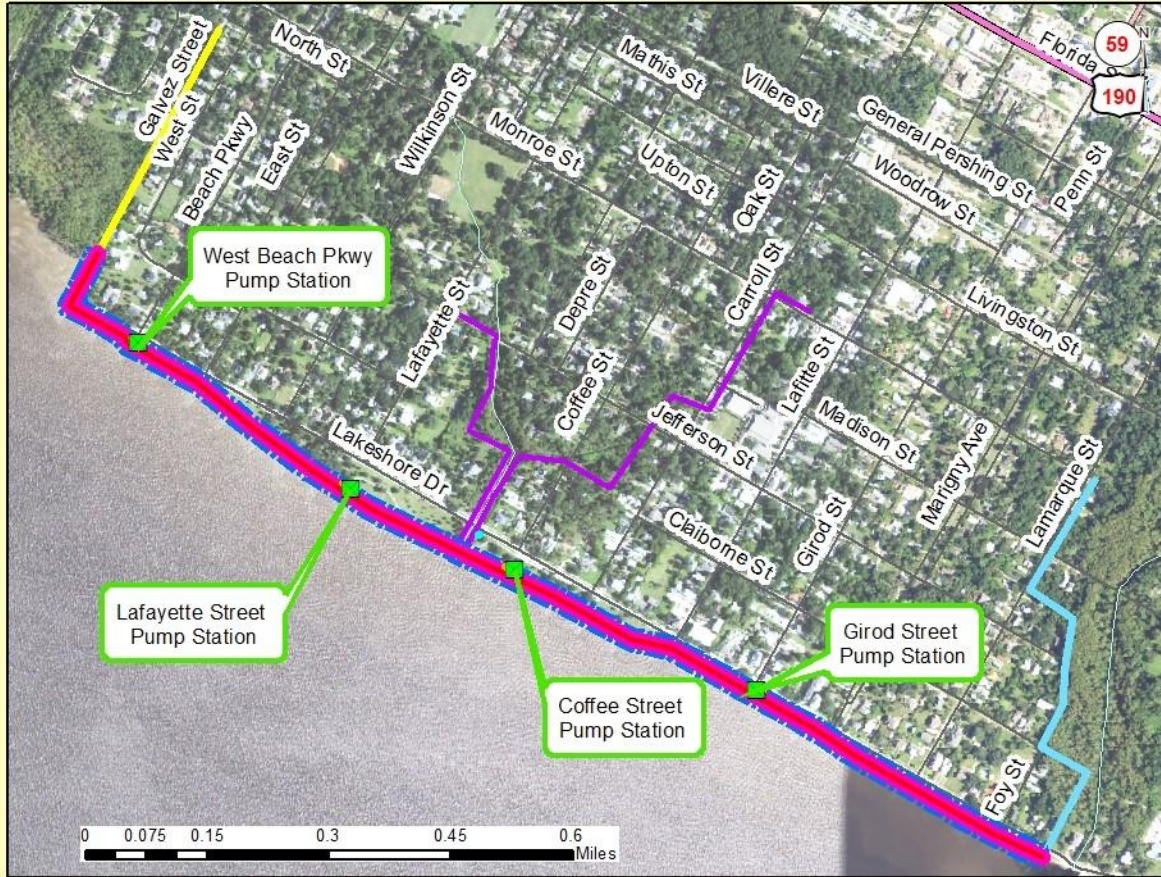 Galvez Street
West St
North St
Beach Pkwy
East St
Wilkinson St
Mathis St
Villere St
Florida S
59
N
190
Monroe St
Upton St
General Pershing St
Woodrow St
Penn St
Oak St
West Beach Pkwy
Pump Station
Lafayette St
Depre St
Carroll St
Livingston St
Coffee St
Lafitte St
Jefferson St
Madison St
Marigny Ave
Lamarque St
Lakeshore Dr
Claiborne St
Girod St
Lafayette Street
Pump Station
Girod Street
Pump Station
Coffee Street
Pump Station
Foy St
0 0.075 0.15 0.3 0.45 0.6
Miles